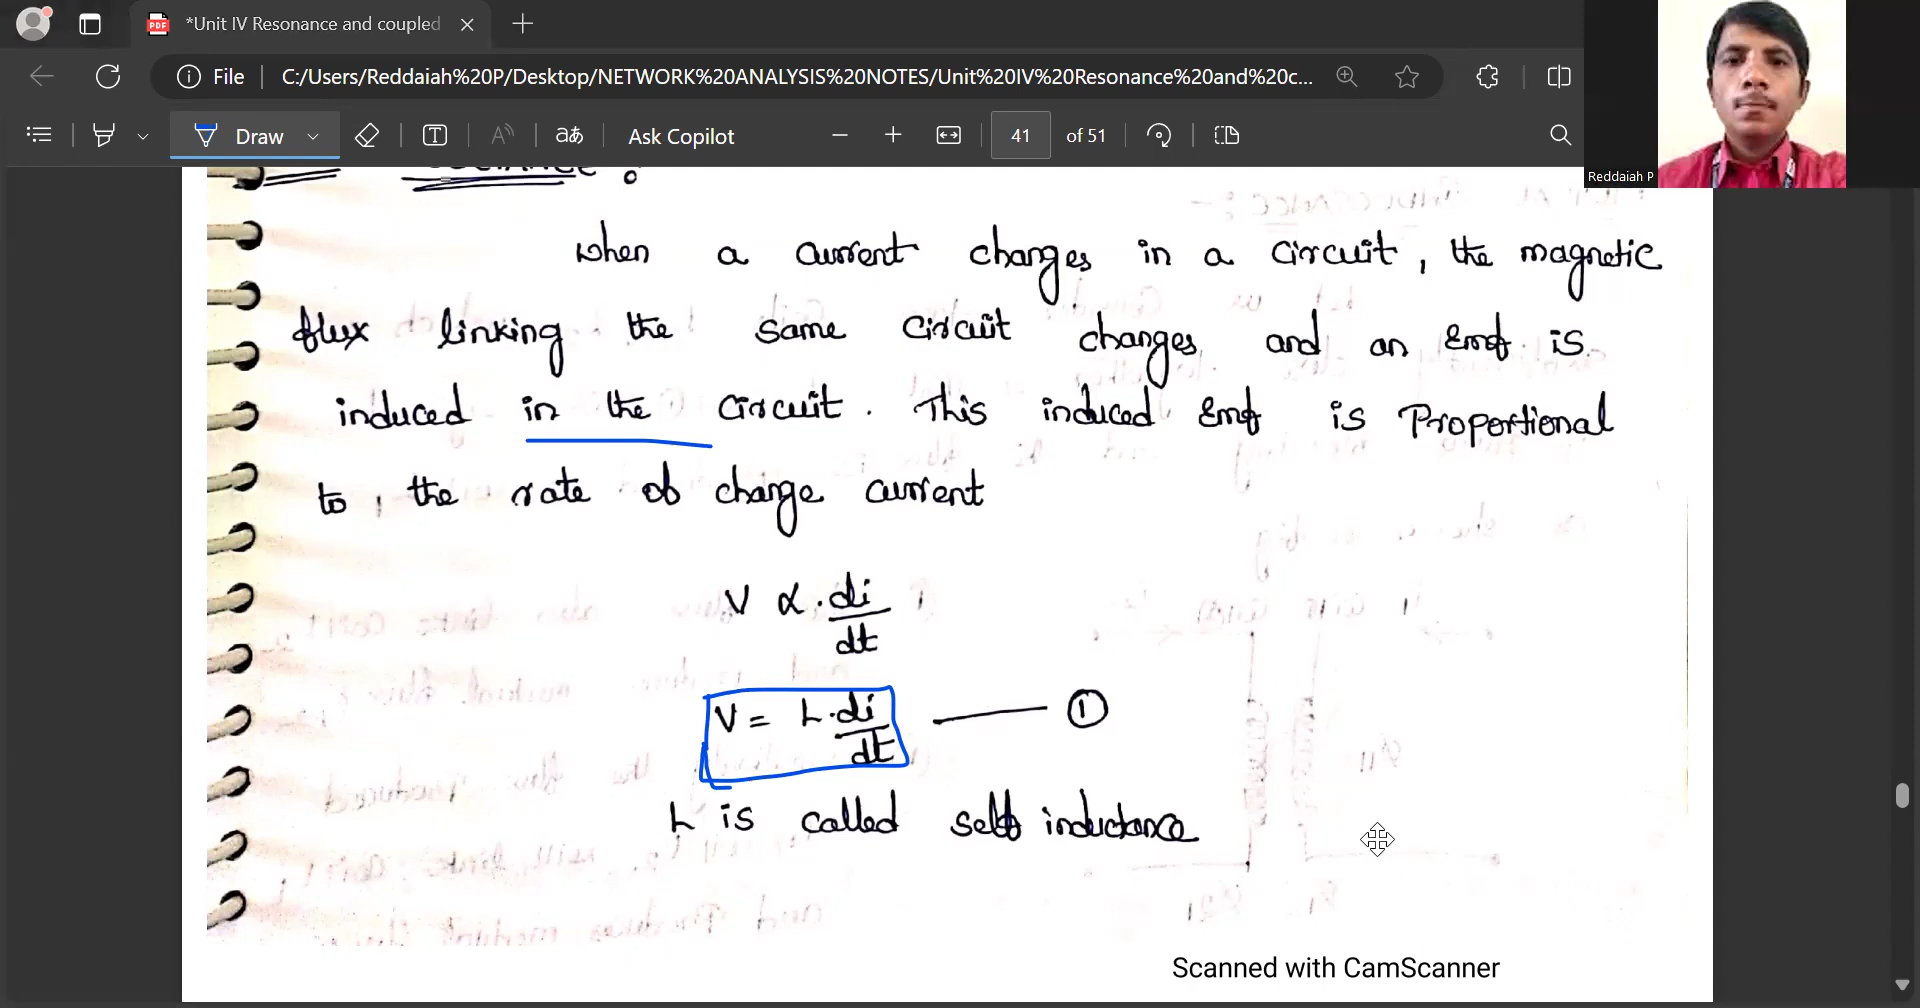 *Unit IV Resonance and coupled
File
C:/Users/Reddaiah%20P/Desktop/NETWORK%20ANALYSIS%20NOTES/Unit%20IV%20Resonance%20and%20c...
Draw
aあ
Ask Copilot
41 of 51
Reddaiah P
when a current changes in a circuit, the magnetic
flux linking the same circuit changes and an Emf is
induced in the circuit. This induced Emf is Proportional
to, the rate of change current
V ∝ . di/dt
V = L . di/dt ——— ①
L is called self inductance
Scanned with CamScanner